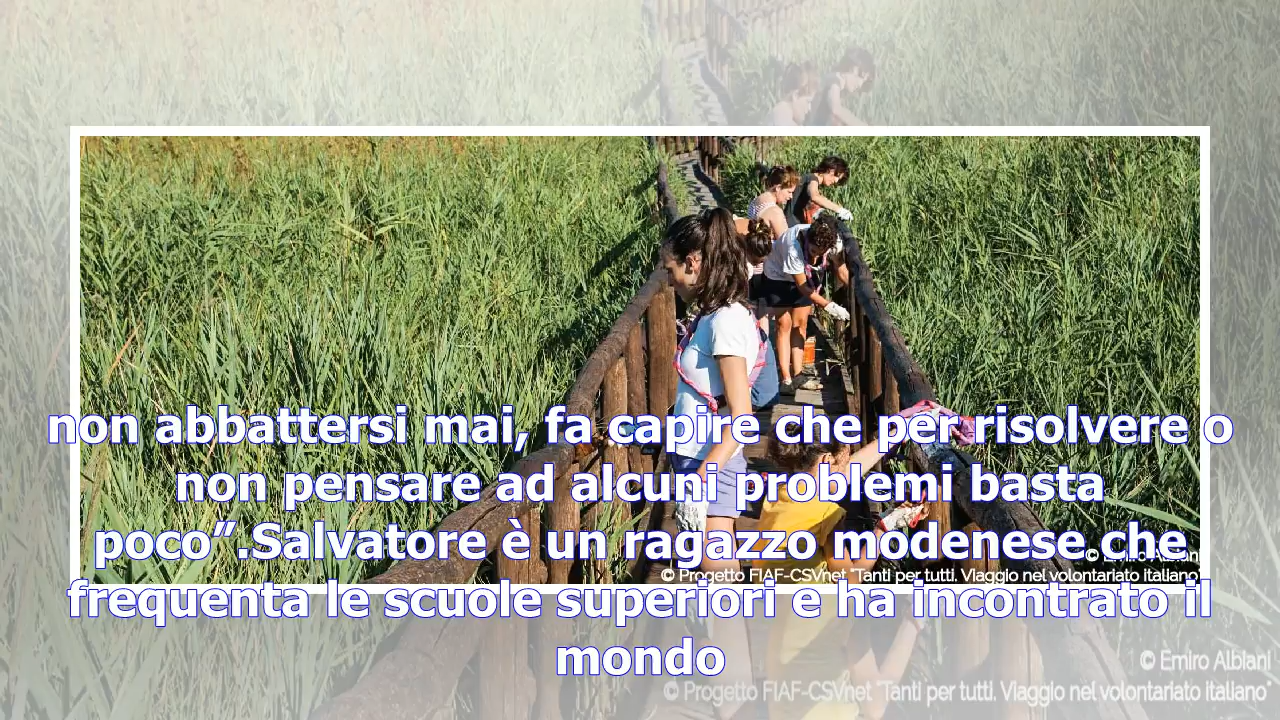 non abbattersi mai, fa capire che per risolvere o
non pensare ad alcuni problemi basta
poco”.Salvatore è un ragazzo modenese che
© Emiro Albiani
© Progetto FIAF-CSVnet "Tanti per tutti. Viaggio nel volontariato italiano"
frequenta le scuole superiori e ha incontrato il
mondo
© Emiro Albiani
© Progetto FIAF-CSVnet "Tanti per tutti. Viaggio nel volontariato italiano"